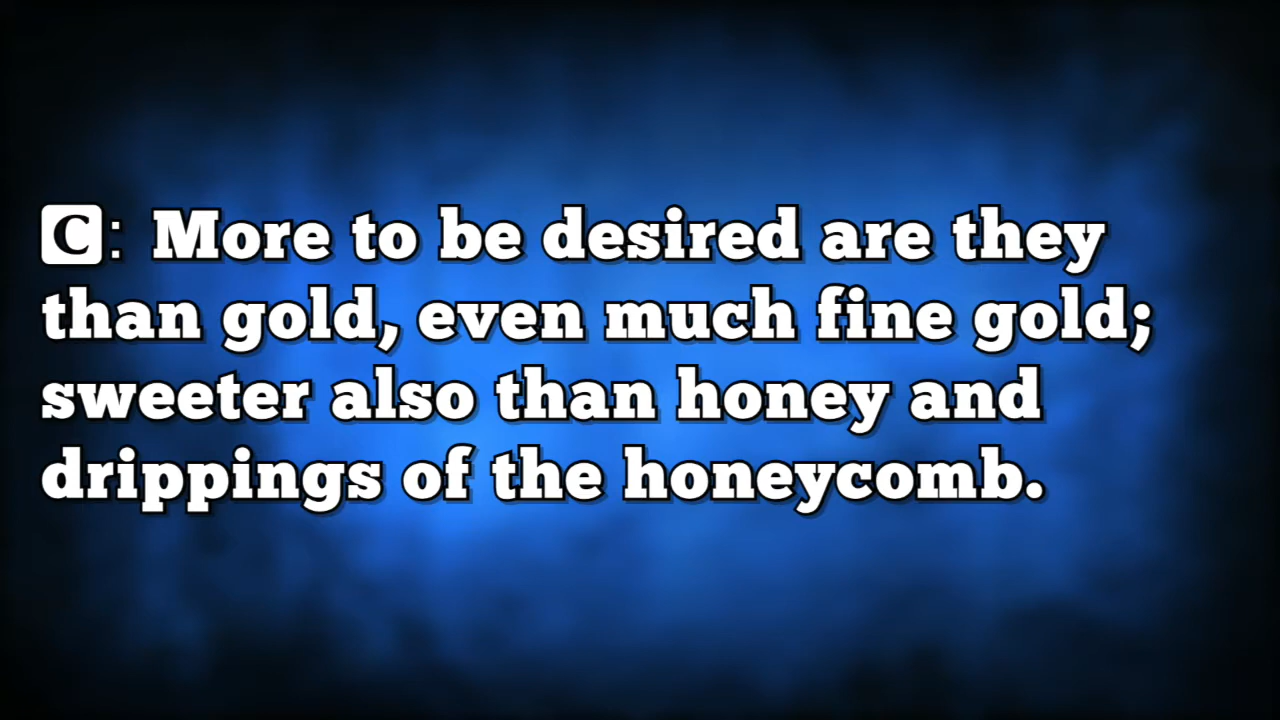 C: More to be desired are they
than gold, even much fine gold;
sweeter also than honey and
drippings of the honeycomb.